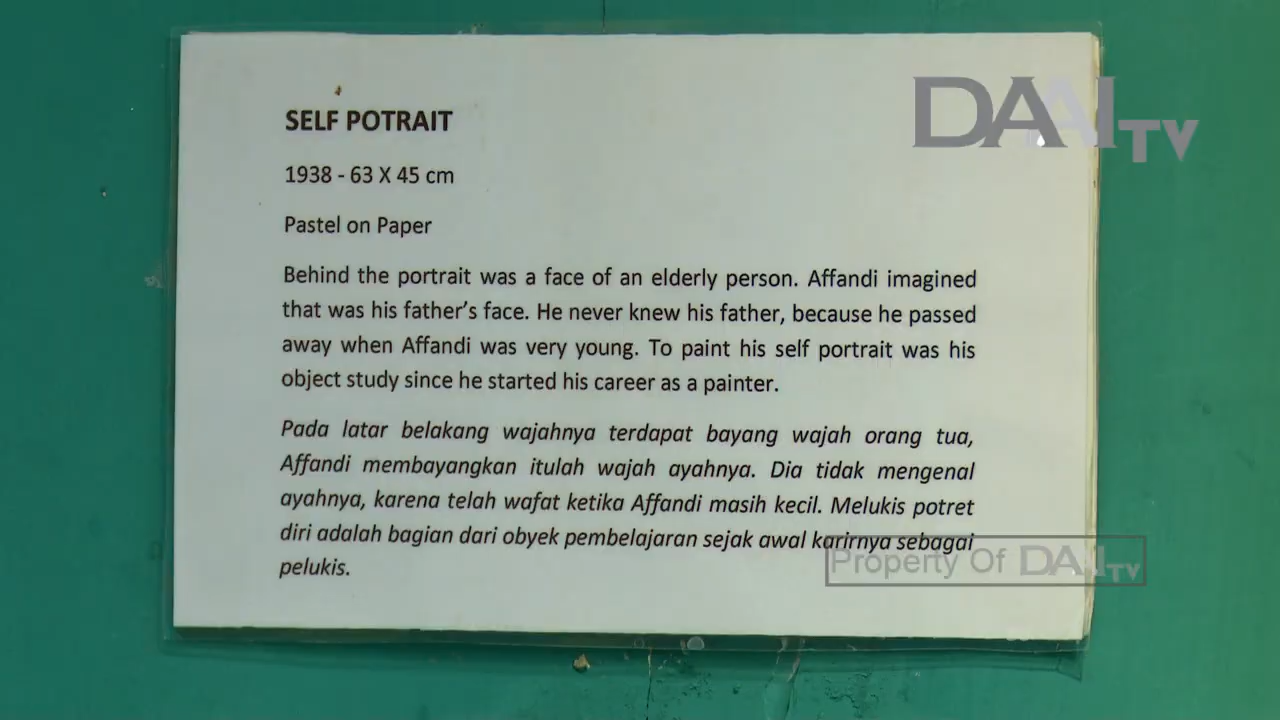 DAAI TV
SELF POTRAIT
1938 - 63 X 45 cm
Pastel on Paper
Behind the portrait was a face of an elderly person. Affandi imagined
that was his father's face. He never knew his father, because he passed
away when Affandi was very young. To paint his self portrait was his
object study since he started his career as a painter.
Pada latar belakang wajahnya terdapat bayang wajah orang tua,
Affandi membayangkan itulah wajah ayahnya. Dia tidak mengenal
ayahnya, karena telah wafat ketika Affandi masih kecil. Melukis potret
diri adalah bagian dari obyek pembelajaran sejak awal karirnya sebagai
pelukis.
Property Of DAAI TV